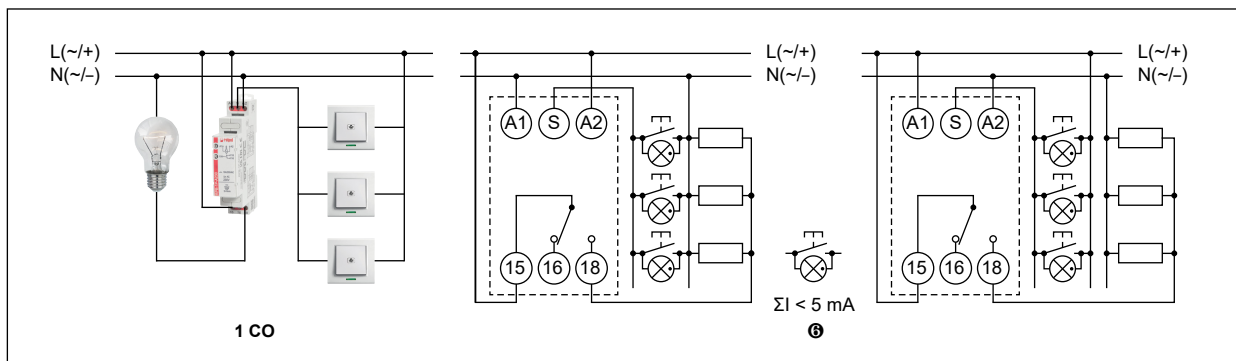 L(~/+)
N(~/–)
1 CO
L(~/+)
N(~/–)
A1 S A2
15 16 18
ΣI < 5 mA
❻
L(~/+)
N(~/–)
A1 S A2
15 16 18